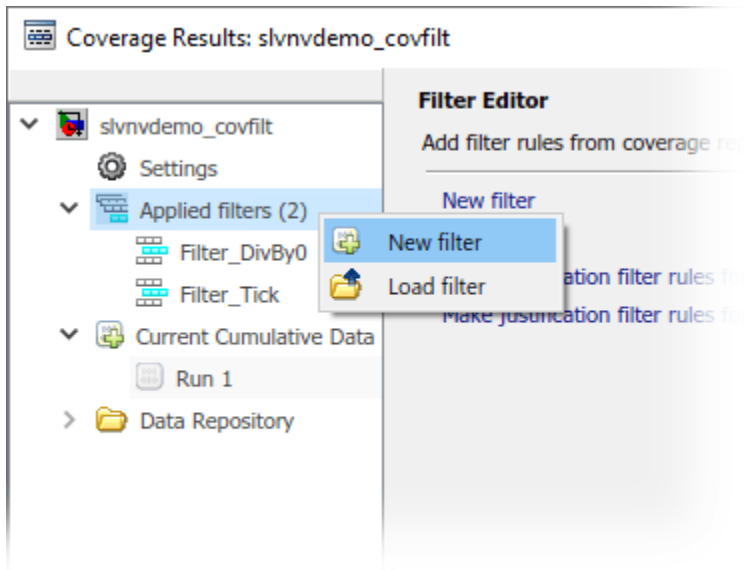 Coverage Results: slvnvdemo_covfilt
slvnvdemo_covfilt
Settings
Applied filters (2)
Filter_DivBy0
Filter_Tick
Current Cumulative Data
Run 1
Data Repository
New filter
Load filter
Filter Editor
Add filter rules from coverage
New filter
filter rules
Make justification filter rules